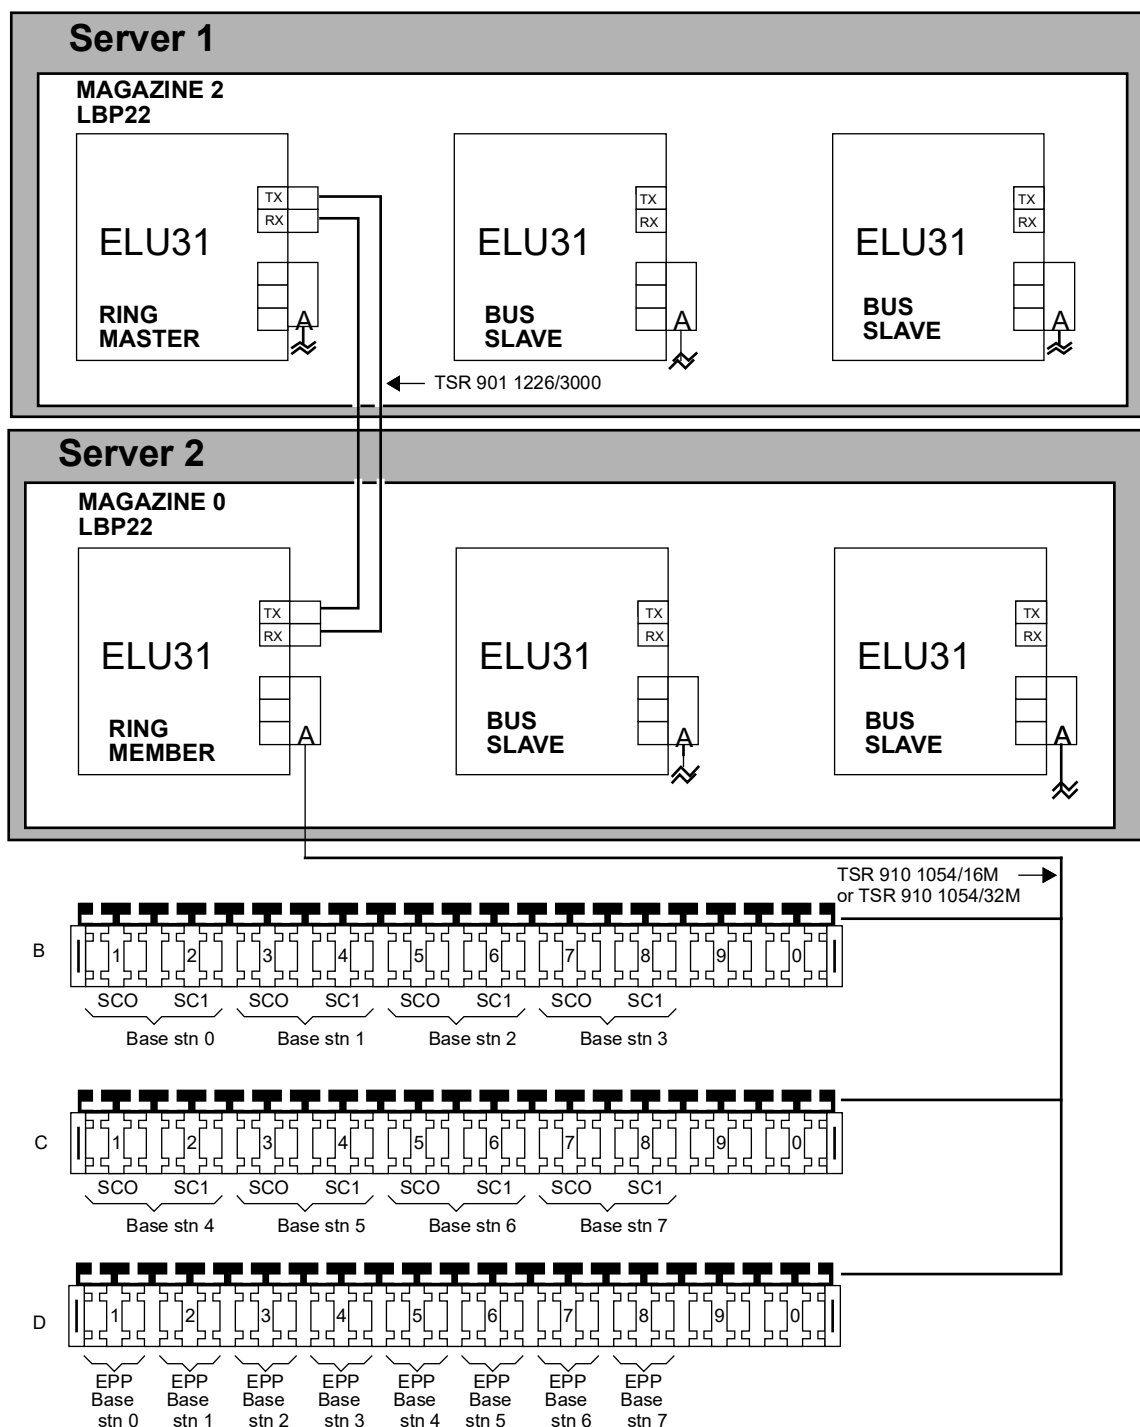 Server 1
MAGAZINE 2
LBP22
TX TX TX
RX RX RX
ELU31 ELU31 ELU31
RING
MASTER
A
BUS
SLAVE
A
BUS
SLAVE
A
TSR 901 1226/3000
Server 2
MAGAZINE 0
LBP22
TX TX TX
RX RX RX
ELU31 ELU31 ELU31
RING
MEMBER
A
BUS
SLAVE
A
BUS
SLAVE
A
TSR 910 1054/16M
or TSR 910 1054/32M
B 1 2 3 4 5 6 7 8 9 0
SCO SC1 SCO SC1 SCO SC1 SCO SC1
Base stn 0 Base stn 1 Base stn 2 Base stn 3
C 1 2 3 4 5 6 7 8 9 0
SCO SC1 SCO SC1 SCO SC1 SCO SC1
Base stn 4 Base stn 5 Base stn 6 Base stn 7
D 1 2 3 4 5 6 7 8 9 0
EPP EPP EPP EPP EPP EPP EPP EPP
Base Base Base Base Base Base Base Base
stn 0 stn 1 stn 2 stn 3 stn 4 stn 5 stn 6 stn 7